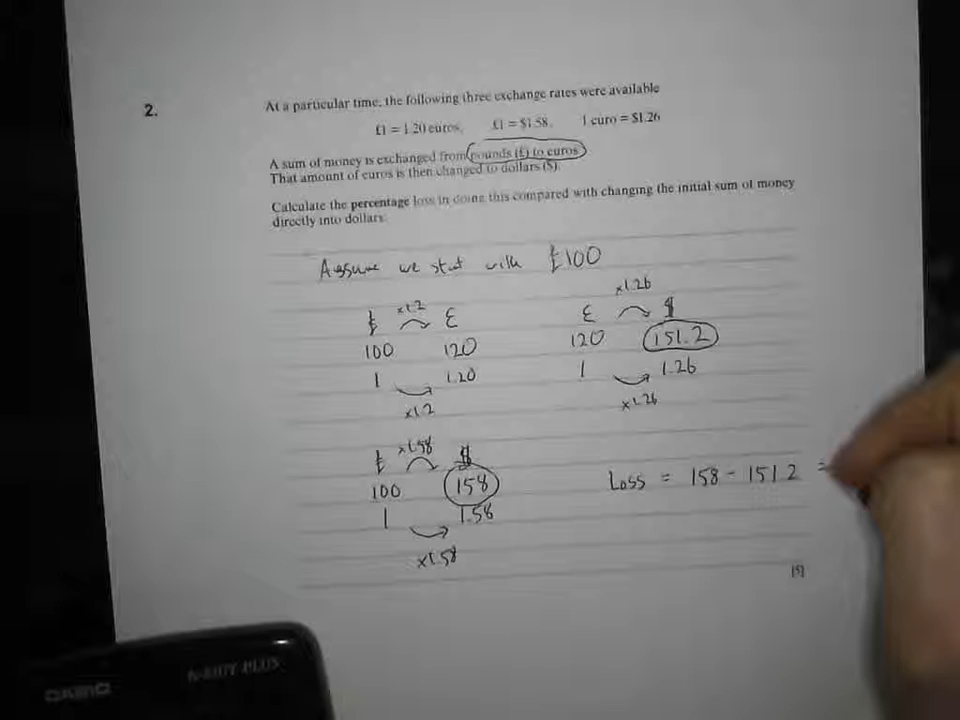 2.
At a particular time, the following three exchange rates were available
£1 = 1.20 euros, £1 = $1.58, 1 euro = $1.26
A sum of money is exchanged from pounds (£) to euros
That amount of euros is then changed to dollars ($).
Calculate the percentage loss in doing this compared with changing the initial sum of money
directly into dollars.
Assume we start with £100
×1.2
£ €
100 120
1 1.20
×1.2
×1.26
€ $
120 151.2
1 1.26
×1.26
×1.58
£ $
100 158
1 1.58
×1.58
Loss = 158 - 151.2 =
[5]
CASIO
PLUS